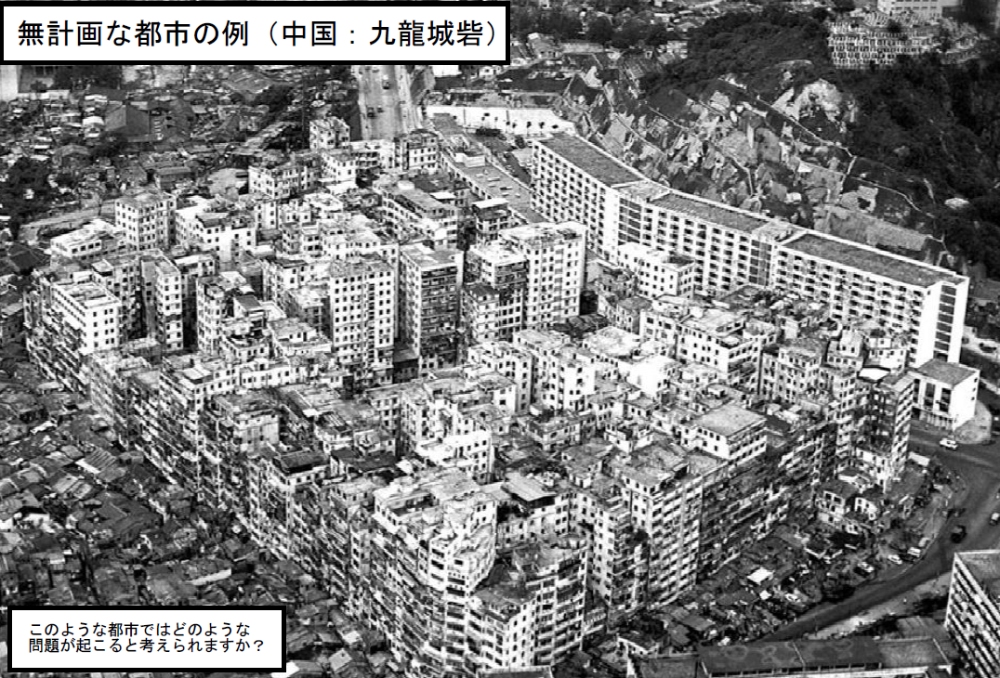 無計画な都市の例（中国：九龍城砦）
このような都市ではどのような
問題が起こると考えられますか？